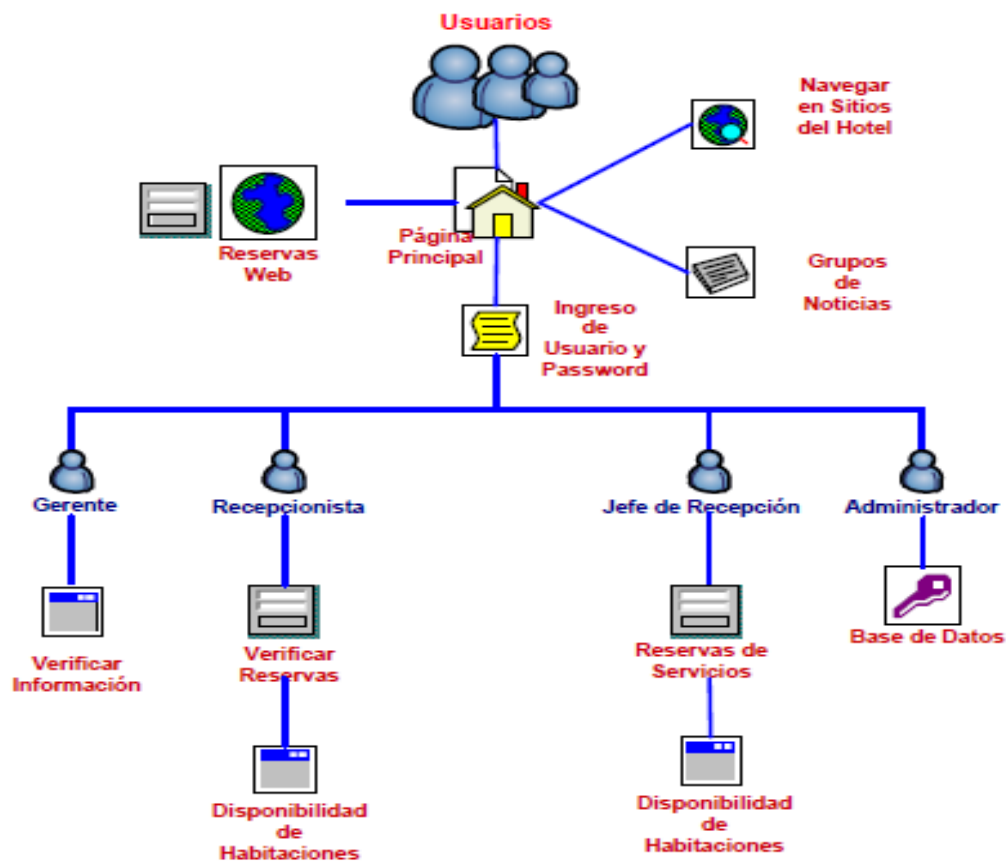 Usuarios
Navegar
en Sitios
del Hotel
Reservas
Web
Página
Principal
Grupos
de
Noticias
Ingreso
de
Usuario y
Password
Gerente
Recepcionista
Jefe de Recepción
Administrador
Verificar
Información
Verificar
Reservas
Reservas de
Servicios
Base de Datos
Disponibilidad
de
Habitaciones
Disponibilidad
de
Habitaciones